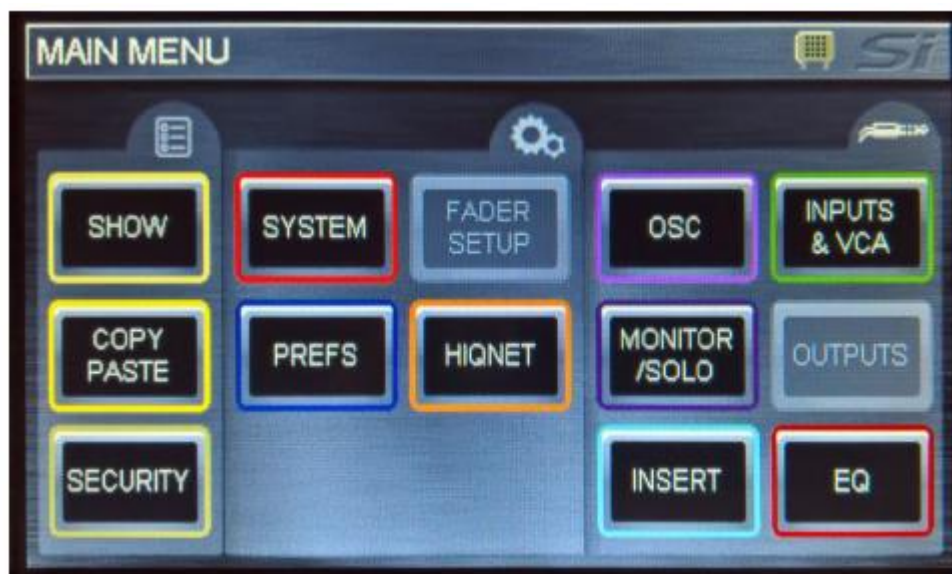 MAIN MENU
Si
SHOW
SYSTEM
FADER
SETUP
OSC
INPUTS
& VCA
COPY
PASTE
PREFS
HIQNET
MONITOR
/SOLO
OUTPUTS
SECURITY
INSERT
EQ